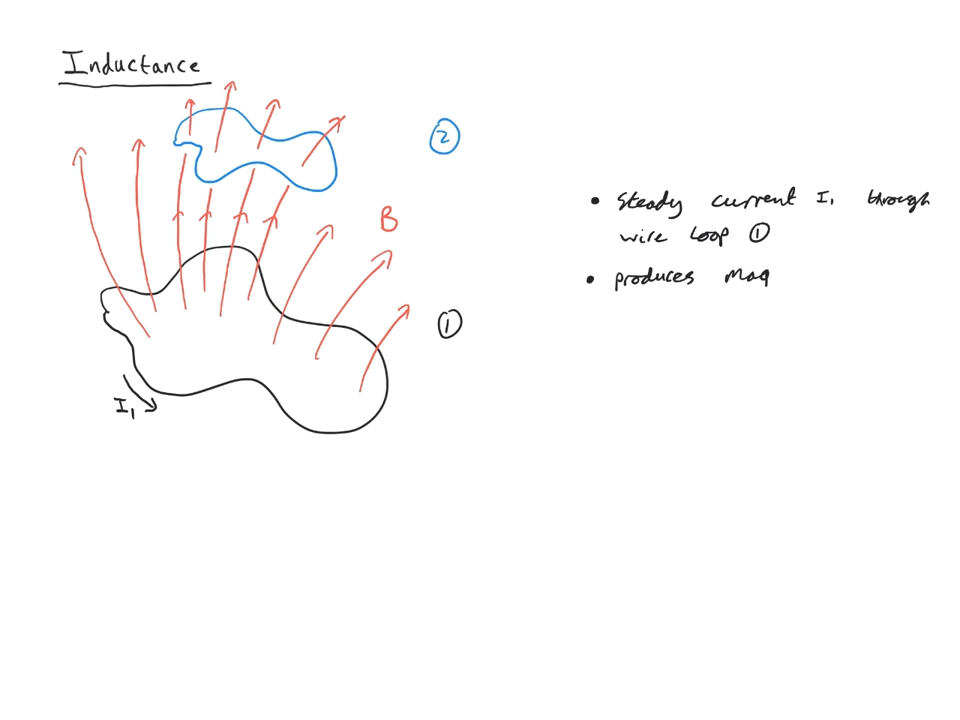 Inductance
②
B
①
I₁
• Steady current I₁ through
wire loop ①
• produces mag